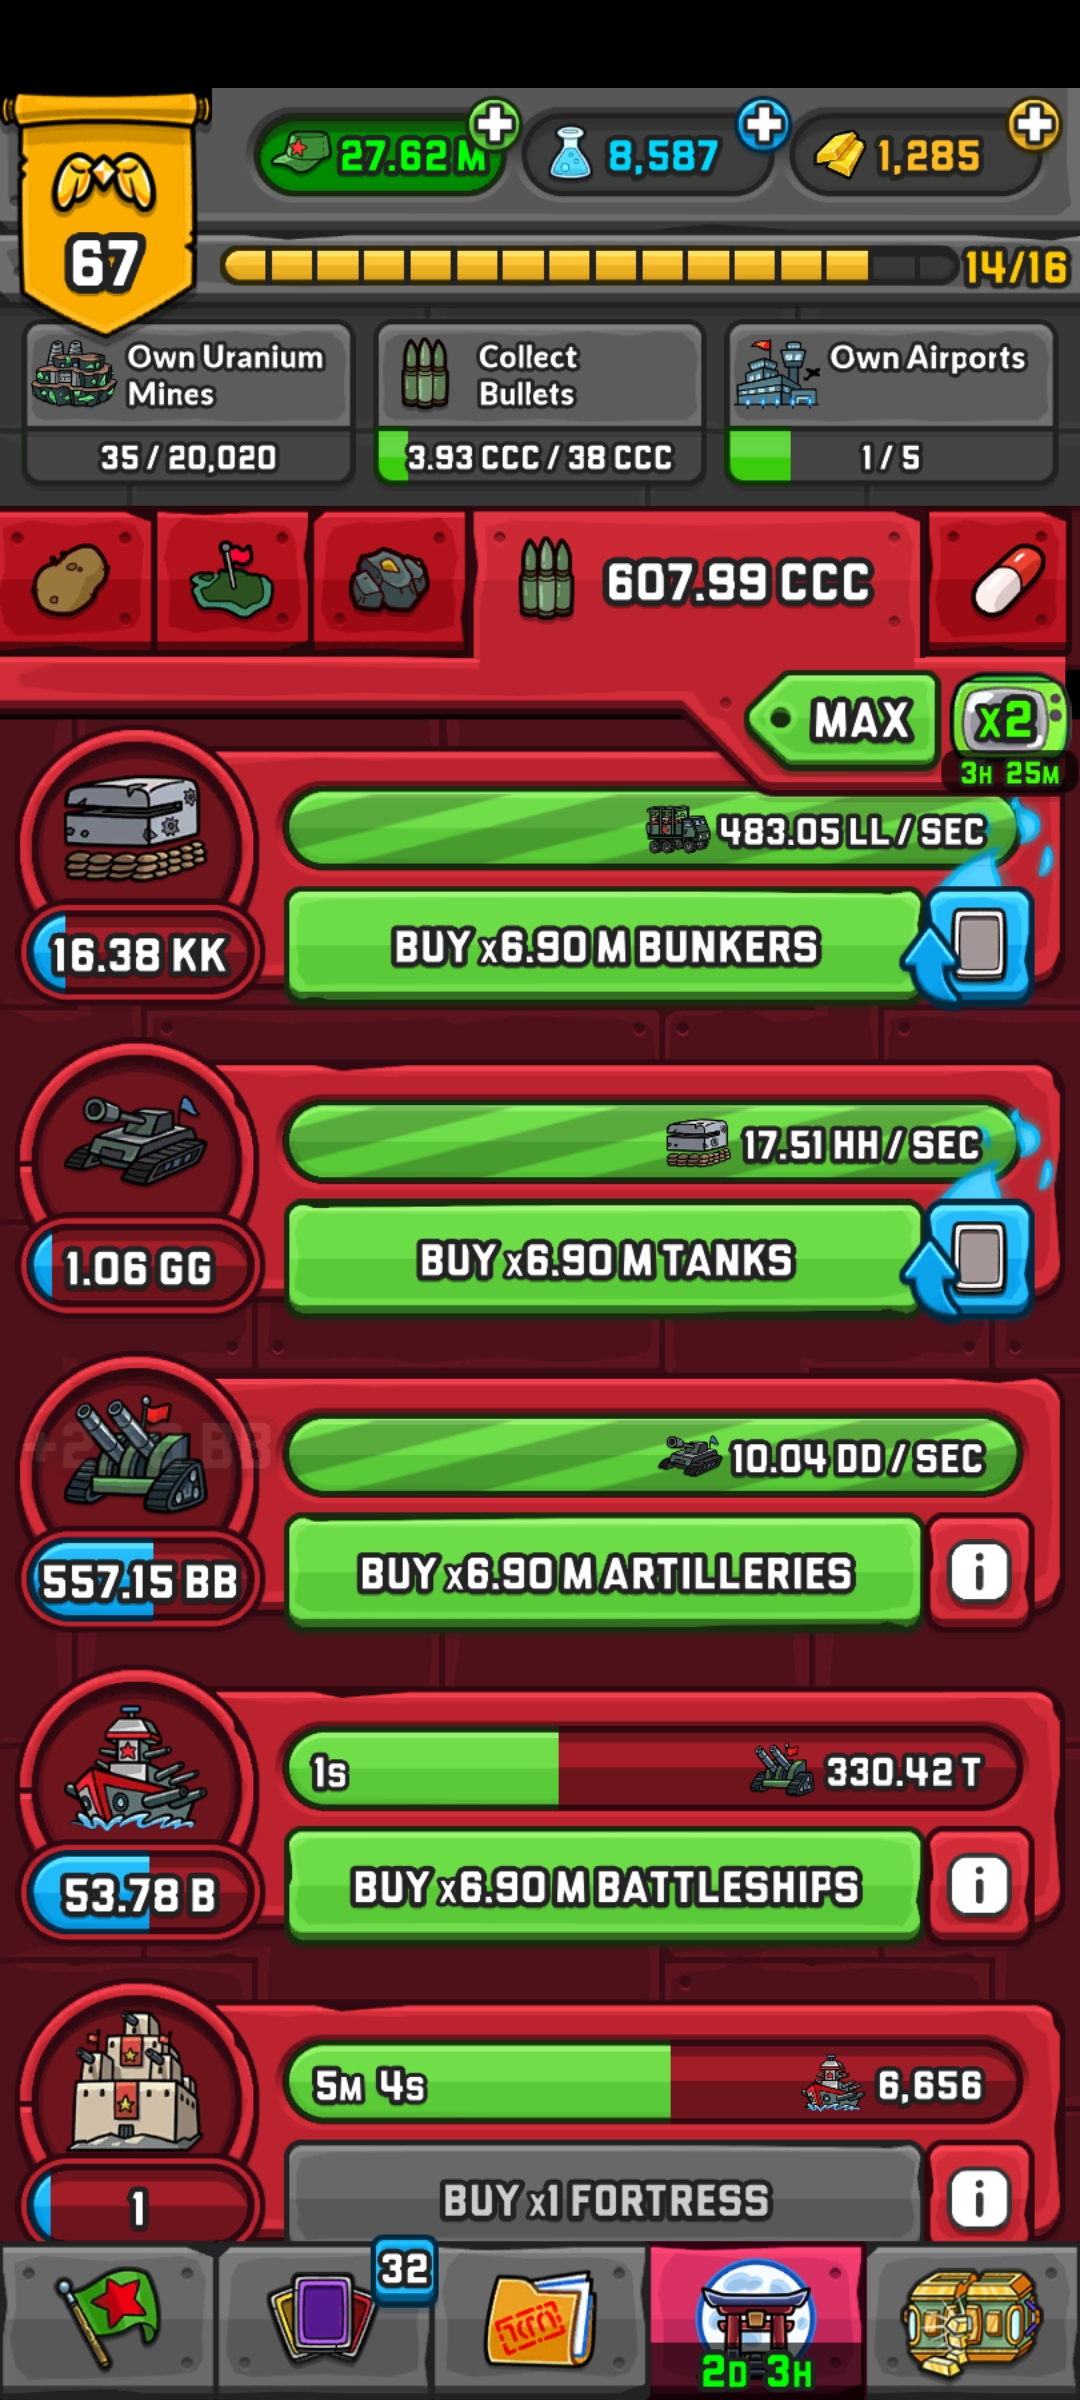 67
27.62 M
8,587
1,285
14/16
Own Uranium
Mines
35 / 20,020
Collect
Bullets
3.93 CCC / 38 CCC
Own Airports
1 / 5
607.99 CCC
MAX
x2
3H 25M
483.05 LL / SEC
16.38 KK
BUY x6.90 M BUNKERS
17.51 HH / SEC
1.06 GG
BUY x6.90 M TANKS
10.04 DD / SEC
557.15 BB
BUY x6.90 M ARTILLERIES
i
1s
330.42 T
53.78 B
BUY x6.90 M BATTLESHIPS
i
5M 4s
6,656
1
BUY x1 FORTRESS
i
32
2D 3H